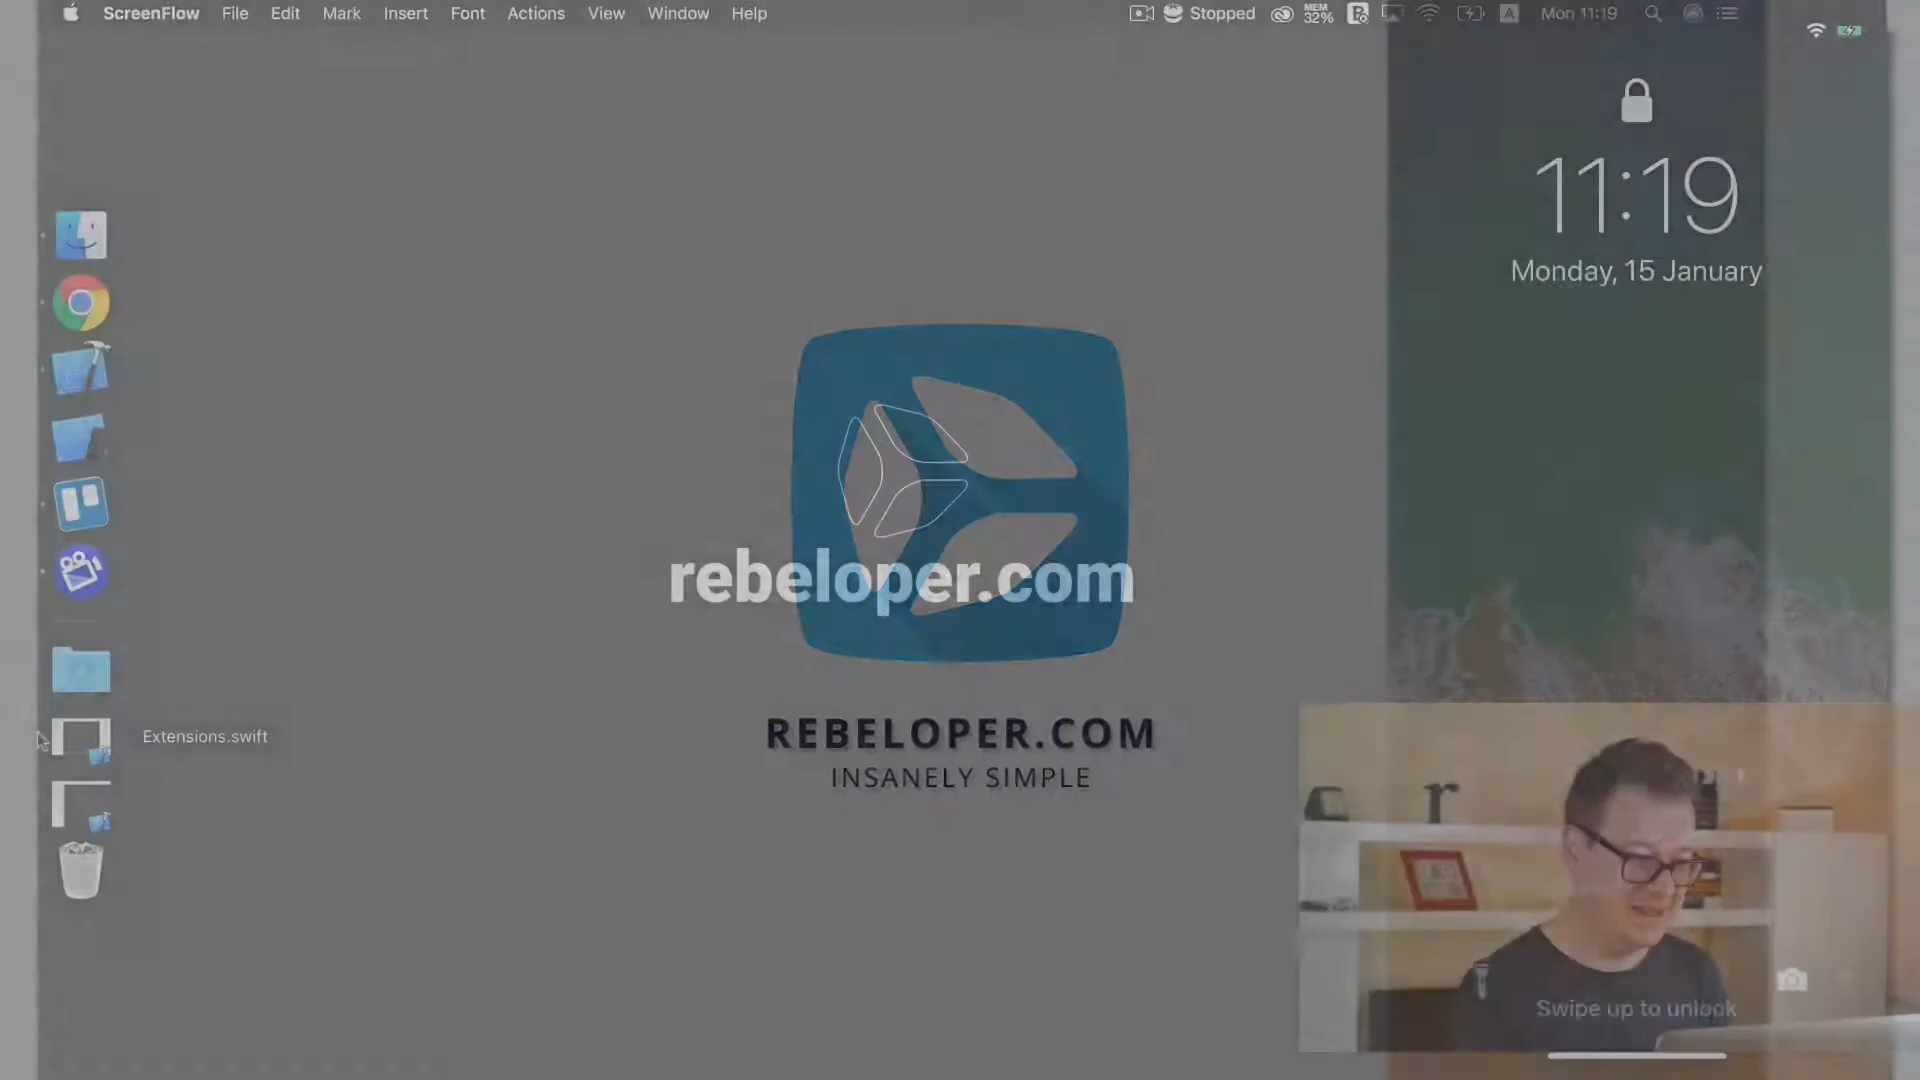 ScreenFlow File Edit Mark Insert Font Actions View Window Help
Stopped MEM 32% A Mon 11:19
11:19
Monday, 15 January
rebeloper.com
REBELOPER.COM
INSANELY SIMPLE
Extensions.swift
r
Swipe up to unlock